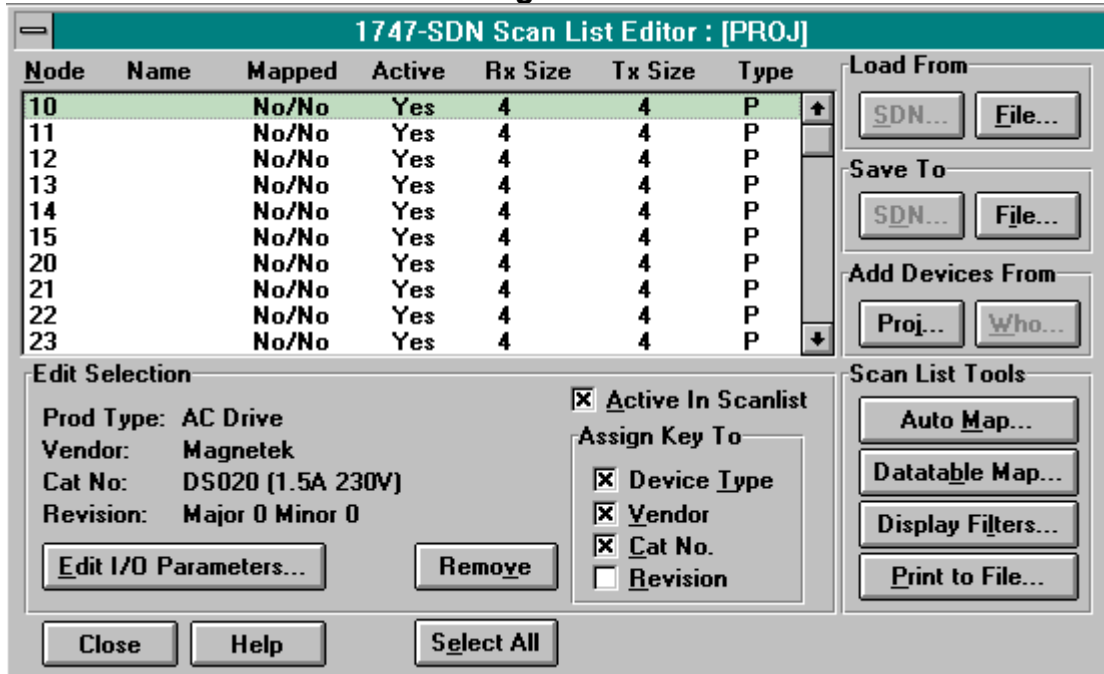 1747-SDN Scan List Editor : [PROJ]
Node Name Mapped Active Rx Size Tx Size Type
10 No/No Yes 4 4 P
11 No/No Yes 4 4 P
12 No/No Yes 4 4 P
13 No/No Yes 4 4 P
14 No/No Yes 4 4 P
15 No/No Yes 4 4 P
20 No/No Yes 4 4 P
21 No/No Yes 4 4 P
22 No/No Yes 4 4 P
23 No/No Yes 4 4 P
Load From
SDN... File...
Save To
SDN... File...
Add Devices From
Proj... Who...
Edit Selection
Prod Type: AC Drive
Vendor: Magnetek
Cat No: DS020 (1.5A 230V)
Revision: Major 0 Minor 0
Edit I/O Parameters... Remove
Active In Scanlist
Assign Key To
Device Type
Vendor
Cat No.
Revision
Scan List Tools
Auto Map...
Datatable Map...
Display Filters...
Print to File...
Close Help Select All